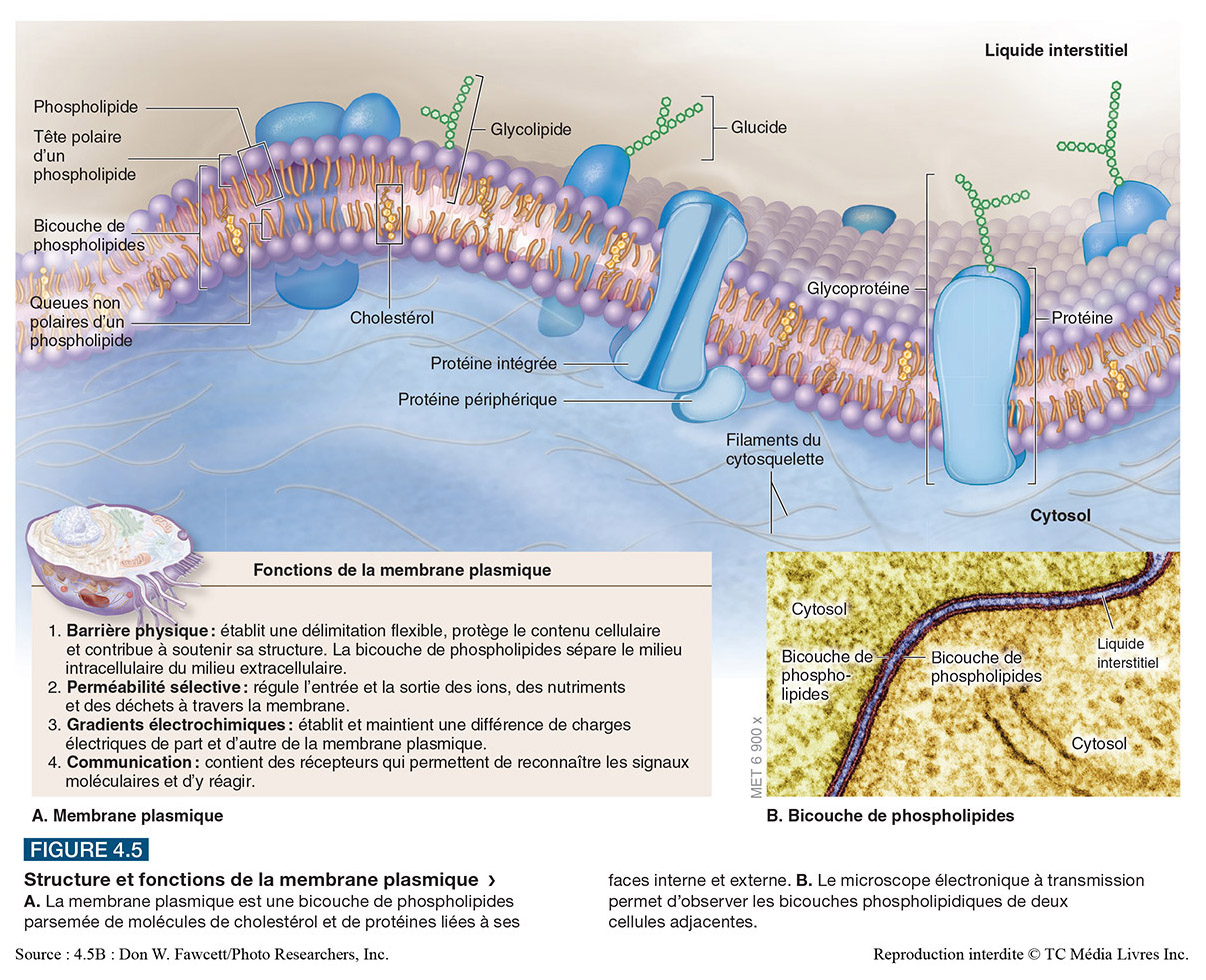 Liquide interstitiel
Phospholipide
Tête polaire
d'un
phospholipide
Bicouche de
phospholipides
Queues non
polaires d'un
phospholipide
Glycolipide
Glucide
Cholestérol
Protéine intégrée
Protéine périphérique
Glycoprotéine
Protéine
Filaments du
cytosquelette
Cytosol
Fonctions de la membrane plasmique
1. Barrière physique : établit une délimitation flexible, protège le contenu cellulaire
et contribue à soutenir sa structure. La bicouche de phospholipides sépare le milieu
intracellulaire du milieu extracellulaire.
2. Perméabilité sélective : régule l'entrée et la sortie des ions, des nutriments
et des déchets à travers la membrane.
3. Gradients électrochimiques : établit et maintient une différence de charges
électriques de part et d'autre de la membrane plasmique.
4. Communication : contient des récepteurs qui permettent de reconnaître les signaux
moléculaires et d'y réagir.
A. Membrane plasmique
Cytosol
Bicouche de
phospho-
lipides
Bicouche de
phospholipides
Liquide
interstitiel
Cytosol
MET 6 900 x
B. Bicouche de phospholipides
FIGURE 4.5
Structure et fonctions de la membrane plasmique ›
A. La membrane plasmique est une bicouche de phospholipides
parsemée de molécules de cholestérol et de protéines liées à ses
faces interne et externe. B. Le microscope électronique à transmission
permet d'observer les bicouches phospholipidiques de deux
cellules adjacentes.
Source : 4.5B : Don W. Fawcett/Photo Researchers, Inc.
Reproduction interdite © TC Média Livres Inc.